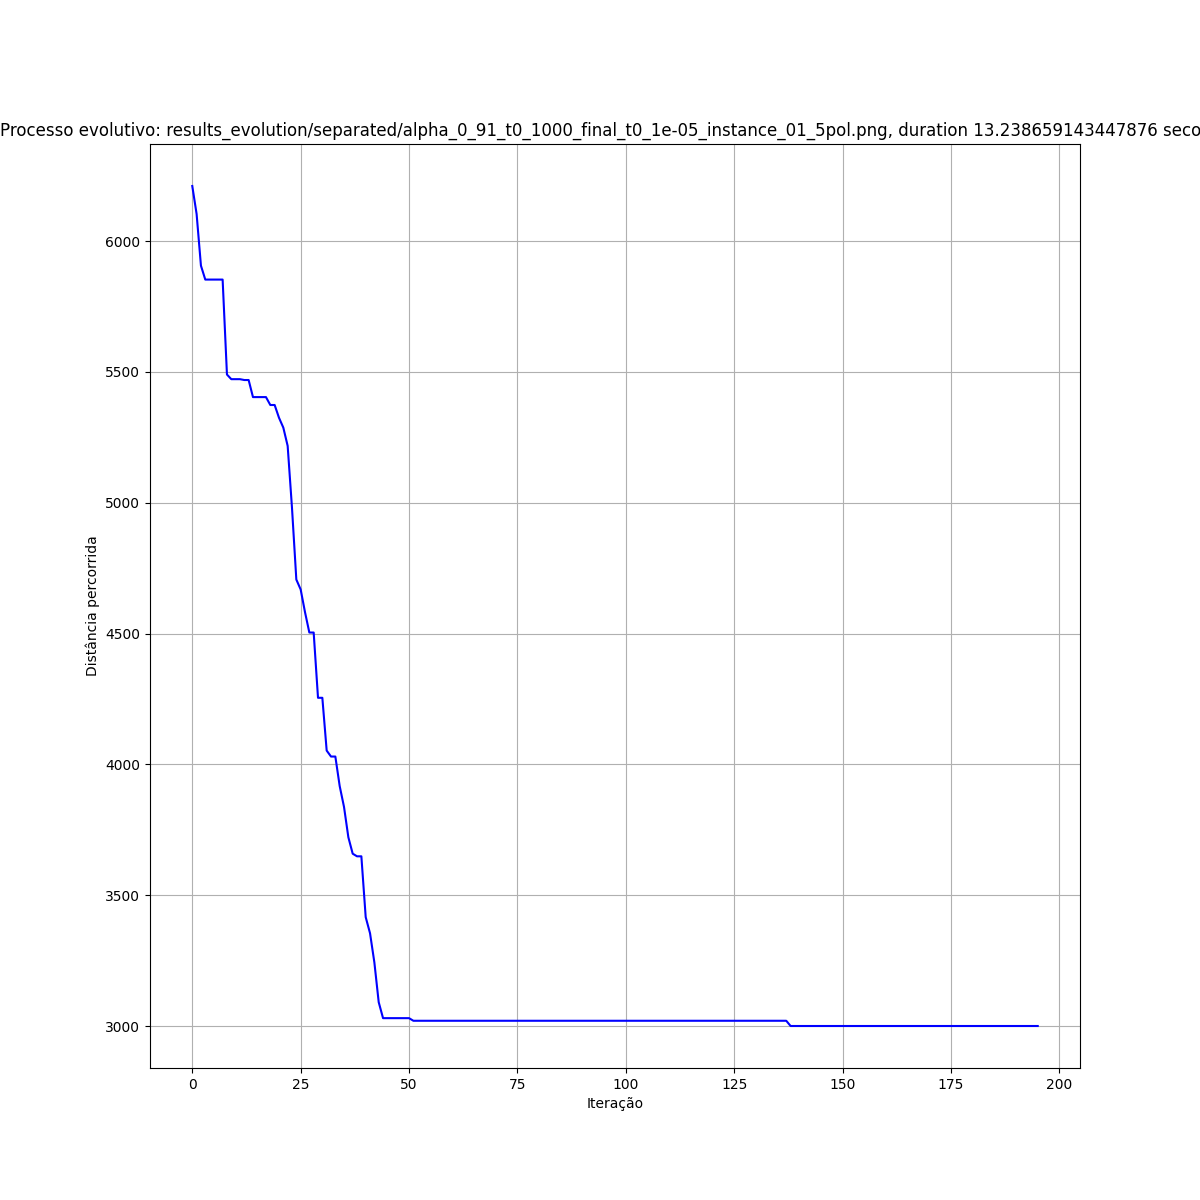 Processo evolutivo: results_evolution/separated/alpha_0_91_t0_1000_final_t0_1e-05_instance_01_5pol.png, duration 13.238659143447876 seco
6000
5500
5000
4500
4000
3500
3000
Distância percorrida
0 25 50 75 100 125 150 175 200
Iteração